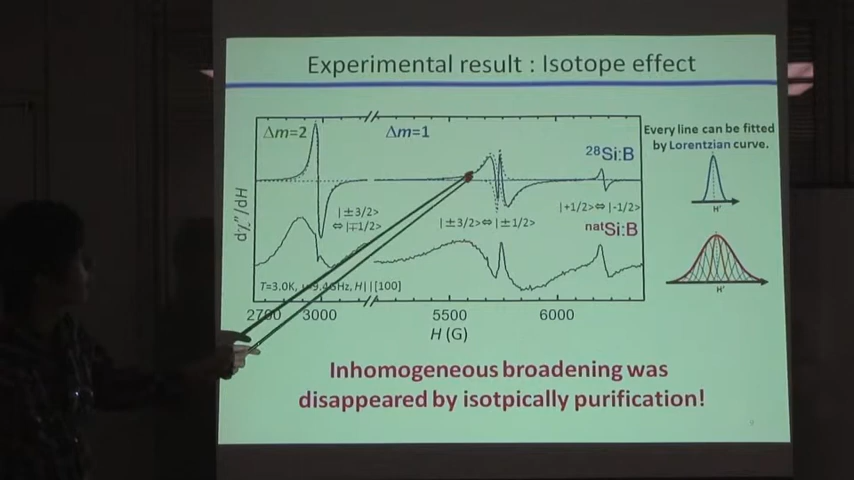 Experimental result : Isotope effect
Δm=2
Δm=1
28Si:B
Every line can be fitted
by Lorentzian curve.
H'
dχ''/dH
|±3/2>
⇔|∓1/2>
|±3/2>⇔|±1/2>
|+1/2>⇔|-1/2>
natSi:B
T=3.0K, GHz, H||[100]
H'
2700
3000
5500
6000
H (G)
Inhomogeneous broadening was
disappeared by isotpically purification!